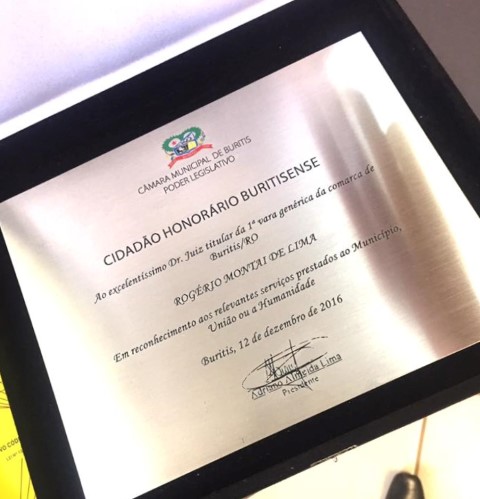 CÂMARA MUNICIPAL DE BURITIS
PODER LEGISLATIVO
CIDADÃO HONORÁRIO BURITISENSE
Ao excelentíssimo Dr. Juiz titular da 1ª vara genérica da comarca de
Buritis/RO
ROGÉRIO MONTAI DE LIMA
Em reconhecimento aos relevantes serviços prestados ao Município,
União ou a Humanidade
Buritis, 12 de dezembro de 2016
Adriano Almeida Lima
Presidente